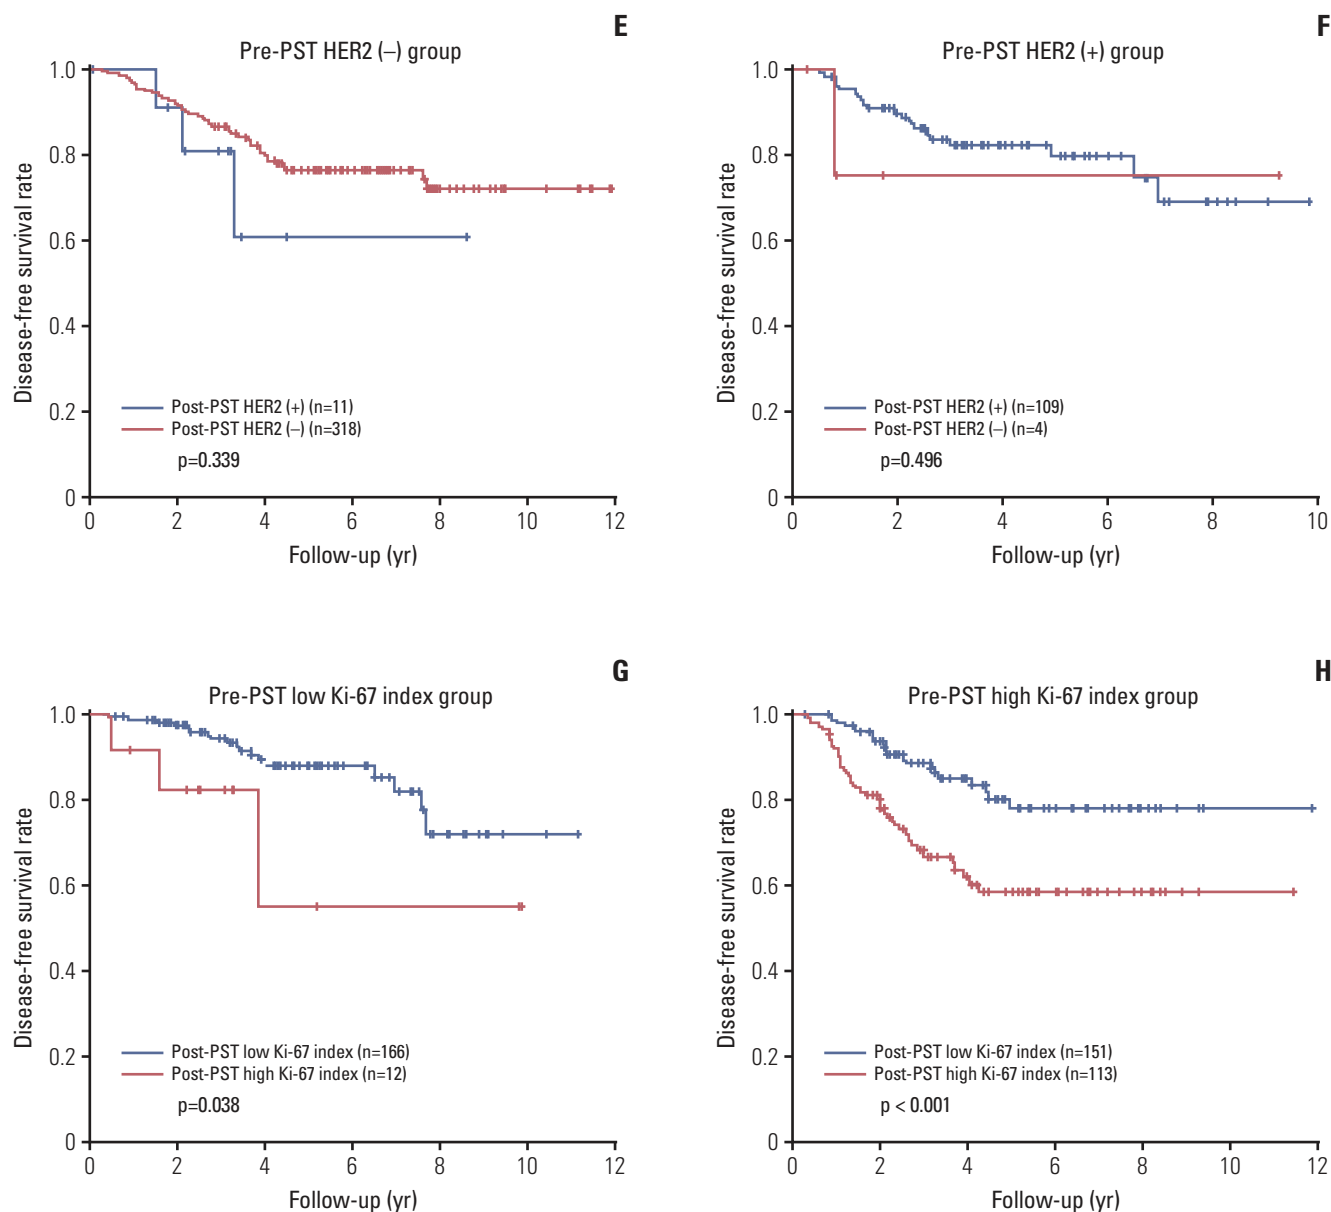 E
Pre-PST HER2 (–) group
1.0
0.8
0.6
0.4
0.2
0
Disease-free survival rate
Post-PST HER2 (+) (n=11)
Post-PST HER2 (–) (n=318)
p=0.339
0 2 4 6 8 10 12
Follow-up (yr)
F
Pre-PST HER2 (+) group
1.0
0.8
0.6
0.4
0.2
0
Disease-free survival rate
Post-PST HER2 (+) (n=109)
Post-PST HER2 (–) (n=4)
p=0.496
0 2 4 6 8 10
Follow-up (yr)
G
Pre-PST low Ki-67 index group
1.0
0.8
0.6
0.4
0.2
0
Disease-free survival rate
Post-PST low Ki-67 index (n=166)
Post-PST high Ki-67 index (n=12)
p=0.038
0 2 4 6 8 10 12
Follow-up (yr)
H
Pre-PST high Ki-67 index group
1.0
0.8
0.6
0.4
0.2
0
Disease-free survival rate
Post-PST low Ki-67 index (n=151)
Post-PST high Ki-67 index (n=113)
p < 0.001
0 2 4 6 8 10 12
Follow-up (yr)